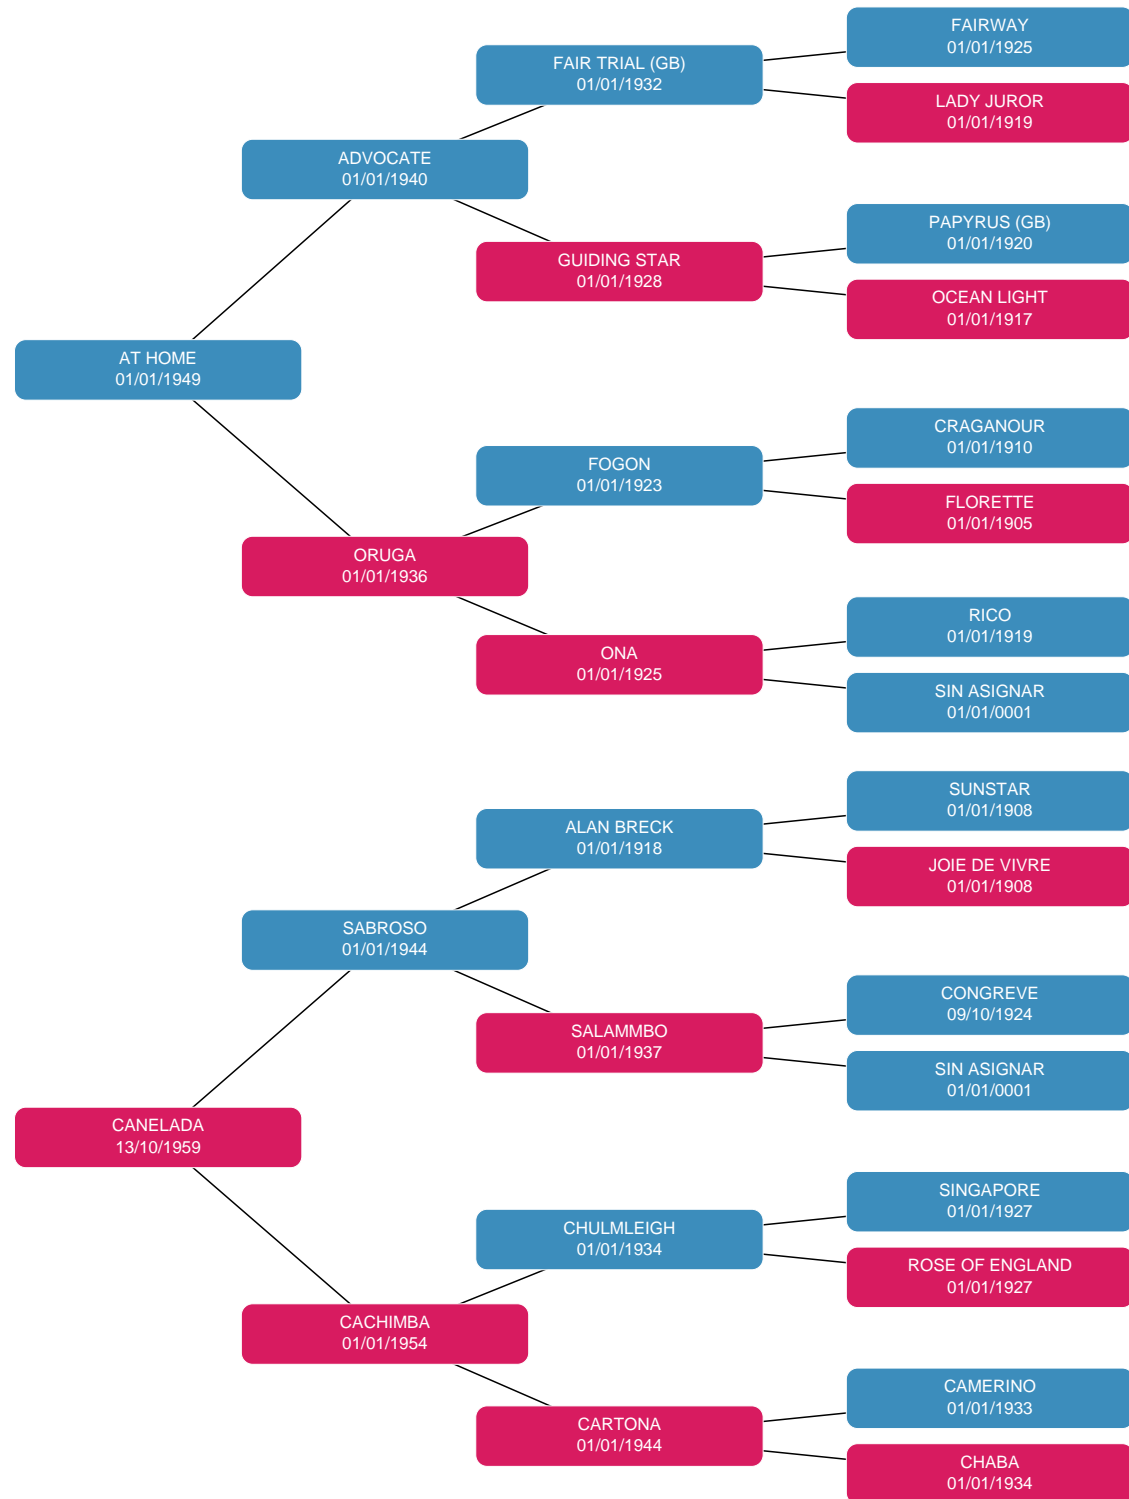 FAIRWAY
01/01/1925
FAIR TRIAL (GB)
01/01/1932
LADY JUROR
01/01/1919
ADVOCATE
01/01/1940
PAPYRUS (GB)
01/01/1920
GUIDING STAR
01/01/1928
OCEAN LIGHT
01/01/1917
AT HOME
01/01/1949
CRAGANOUR
01/01/1910
FOGON
01/01/1923
FLORETTE
01/01/1905
ORUGA
01/01/1936
RICO
01/01/1919
ONA
01/01/1925
SIN ASIGNAR
01/01/0001
SUNSTAR
01/01/1908
ALAN BRECK
01/01/1918
JOIE DE VIVRE
01/01/1908
SABROSO
01/01/1944
CONGREVE
09/10/1924
SALAMMBO
01/01/1937
SIN ASIGNAR
01/01/0001
CANELADA
13/10/1959
SINGAPORE
01/01/1927
CHULMLEIGH
01/01/1934
ROSE OF ENGLAND
01/01/1927
CACHIMBA
01/01/1954
CAMERINO
01/01/1933
CARTONA
01/01/1944
CHABA
01/01/1934